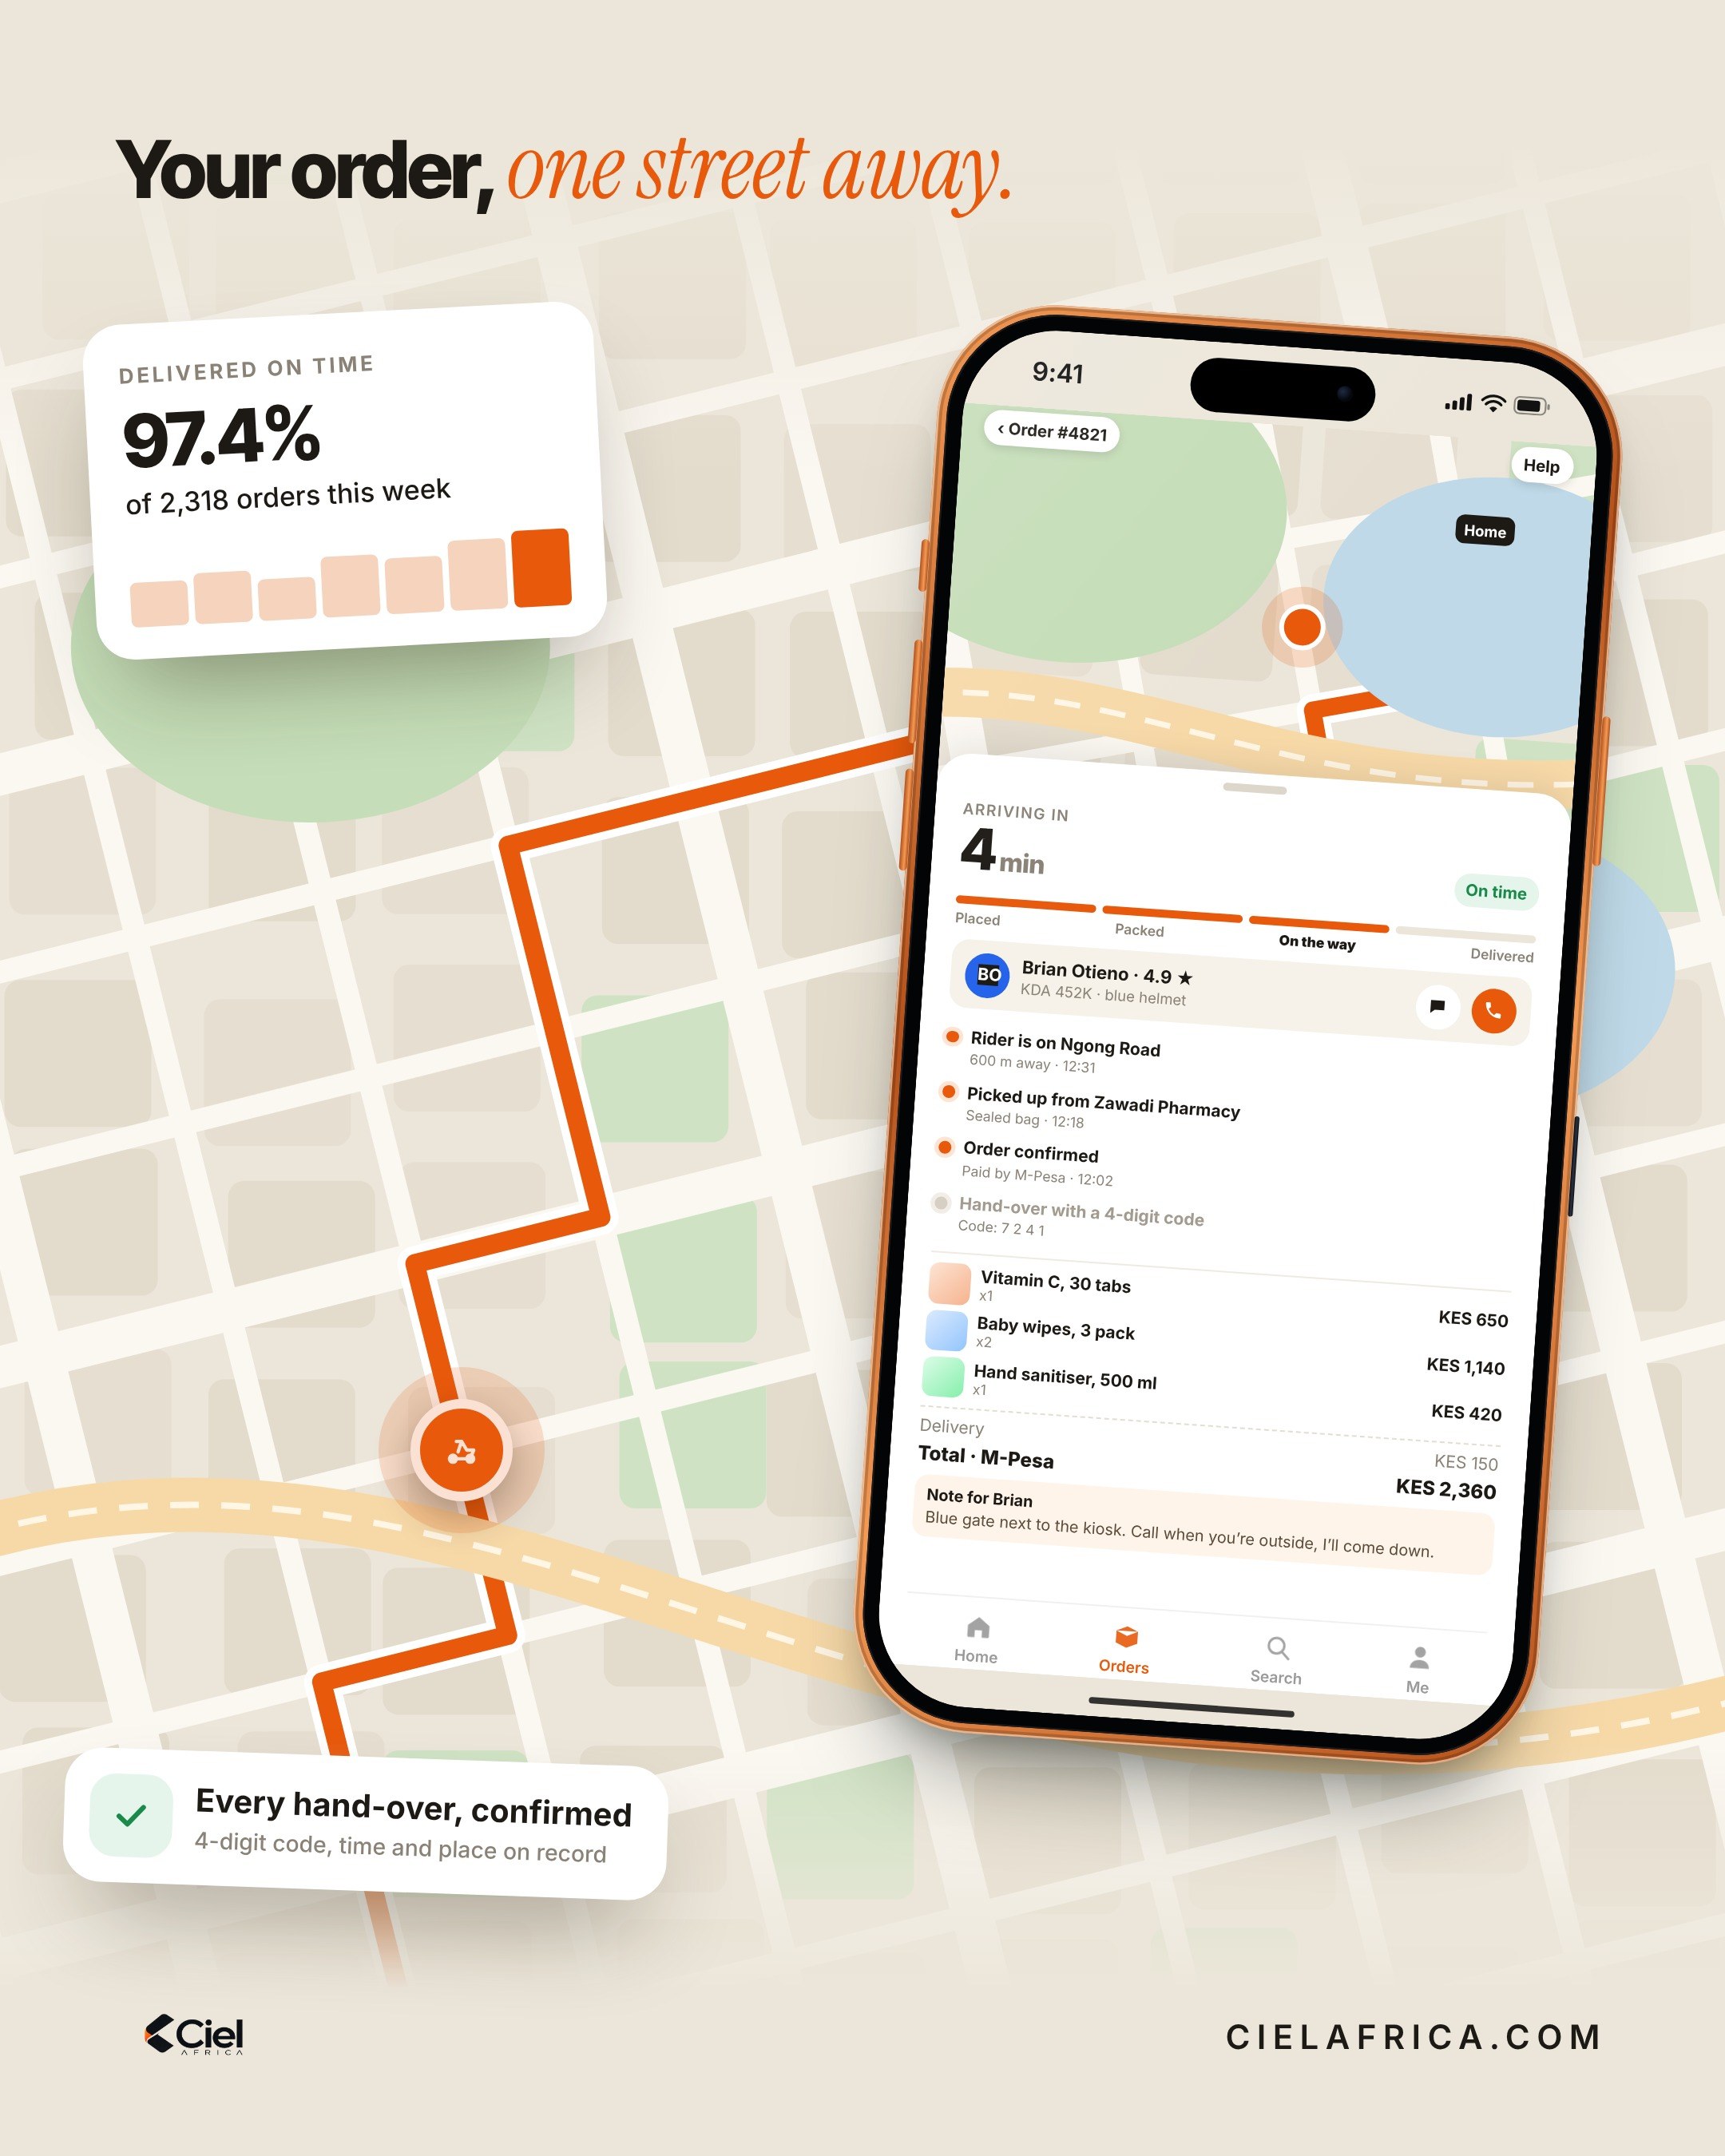 Your order, one street away.
DELIVERED ON TIME
97.4%
of 2,318 orders this week
9:41
‹ Order #4821
Help
Home
ARRIVING IN
4 min
On time
Placed
Packed
On the way
Delivered
BO
Brian Otieno · 4.9 ★
KDA 452K · blue helmet
Rider is on Ngong Road
600 m away · 12:31
Picked up from Zawadi Pharmacy
Sealed bag · 12:18
Order confirmed
Paid by M-Pesa · 12:02
Hand-over with a 4-digit code
Code: 7 2 4 1
Vitamin C, 30 tabs
x1
KES 650
Baby wipes, 3 pack
x2
KES 1,140
Hand sanitiser, 500 ml
x1
KES 420
Delivery
KES 150
Total · M-Pesa
KES 2,360
Note for Brian
Blue gate next to the kiosk. Call when you’re outside, I’ll come down.
Home
Orders
Search
Me
Every hand-over, confirmed
4-digit code, time and place on record
Ciel
AFRICA
CIELAFRICA.COM